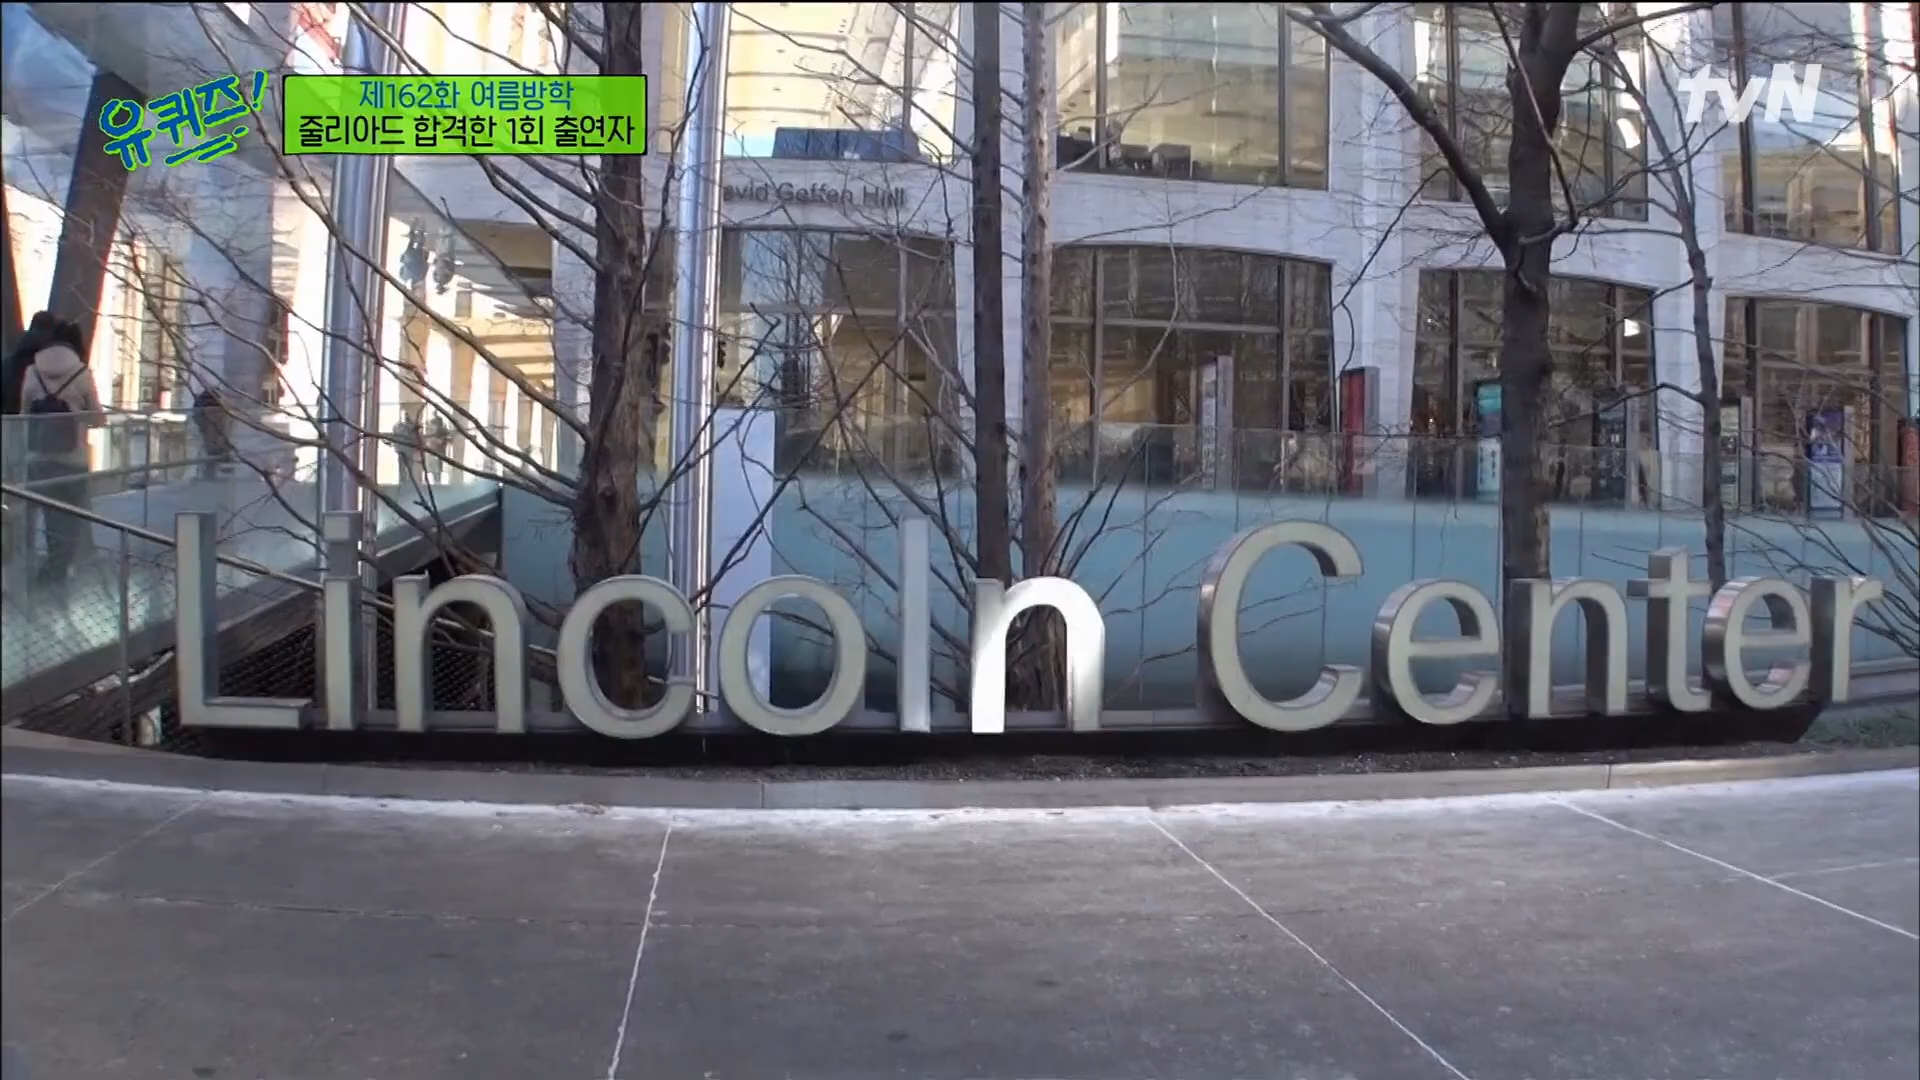 유퀴즈!
제162화 여름방학
줄리아드 합격한 1회 출연자
tvN
David Geffen Hall
Lincoln Center